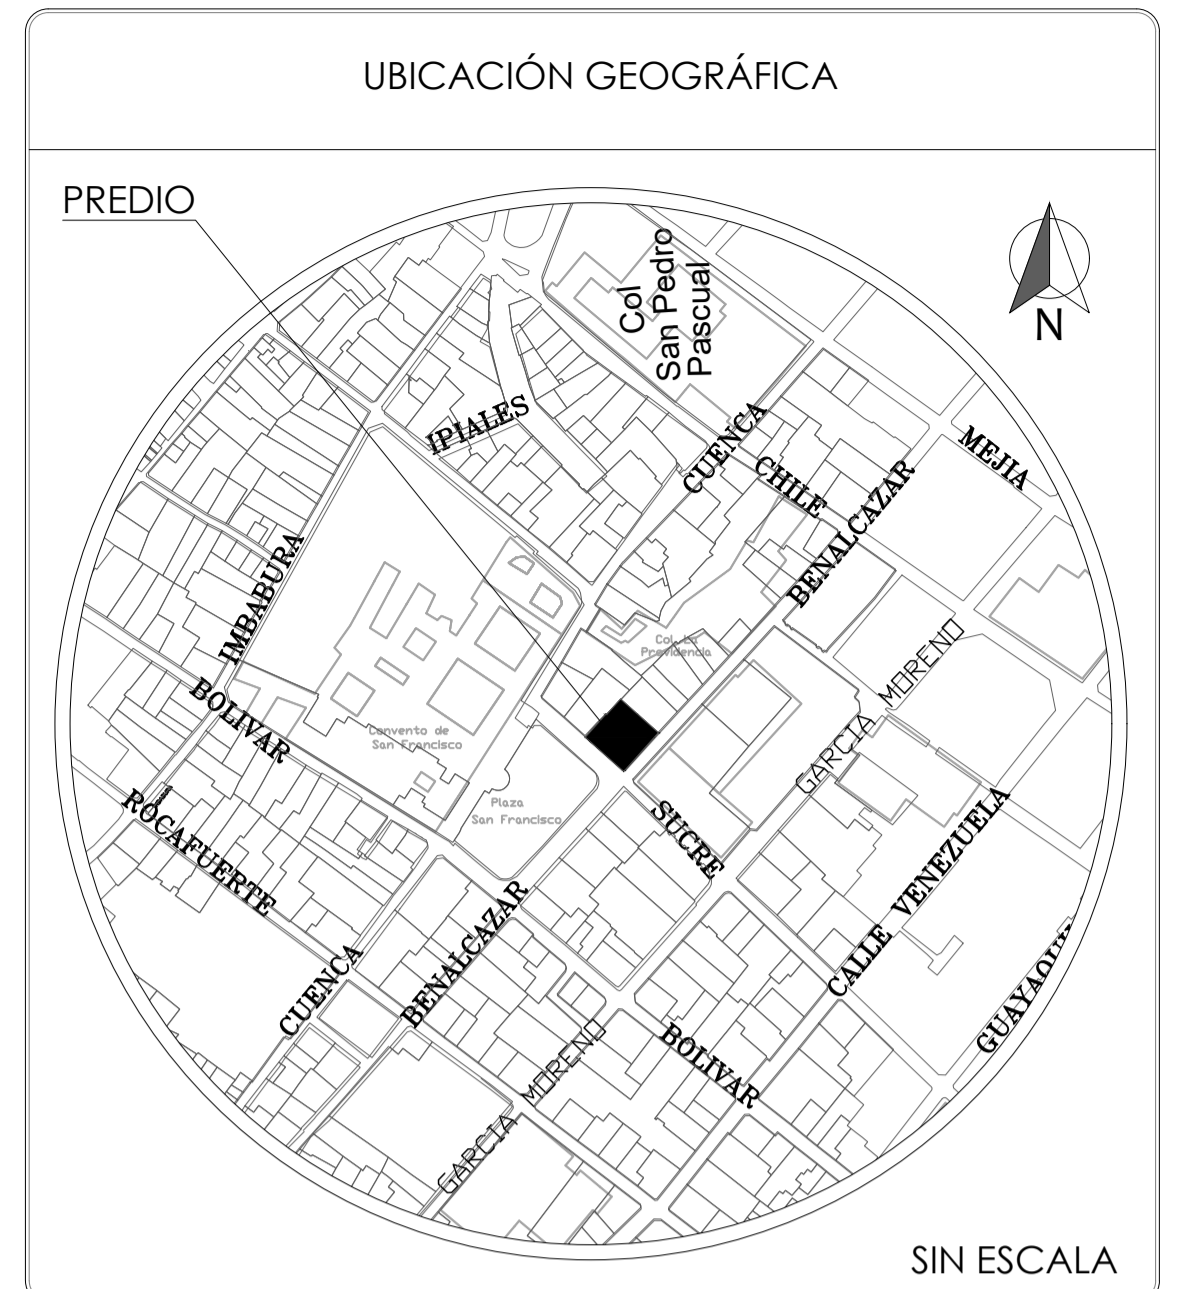 UBICACIÓN GEOGRÁFICA
PREDIO
N
Col
San Pedro
Pascual
IPIALES
CUENCA
CHILE
MEJIA
BENALCAZAR
IMBABURA
GARCIA MORENO
Col. La
Providencia
BOLIVAR
Convento de
San Francisco
Plaza
San Francisco
ROCAFUERTE
SUCRE
CALLE VENEZUELA
CUENCA
BENALCAZAR
GARCIA MORENO
BOLIVAR
SIN ESCALA